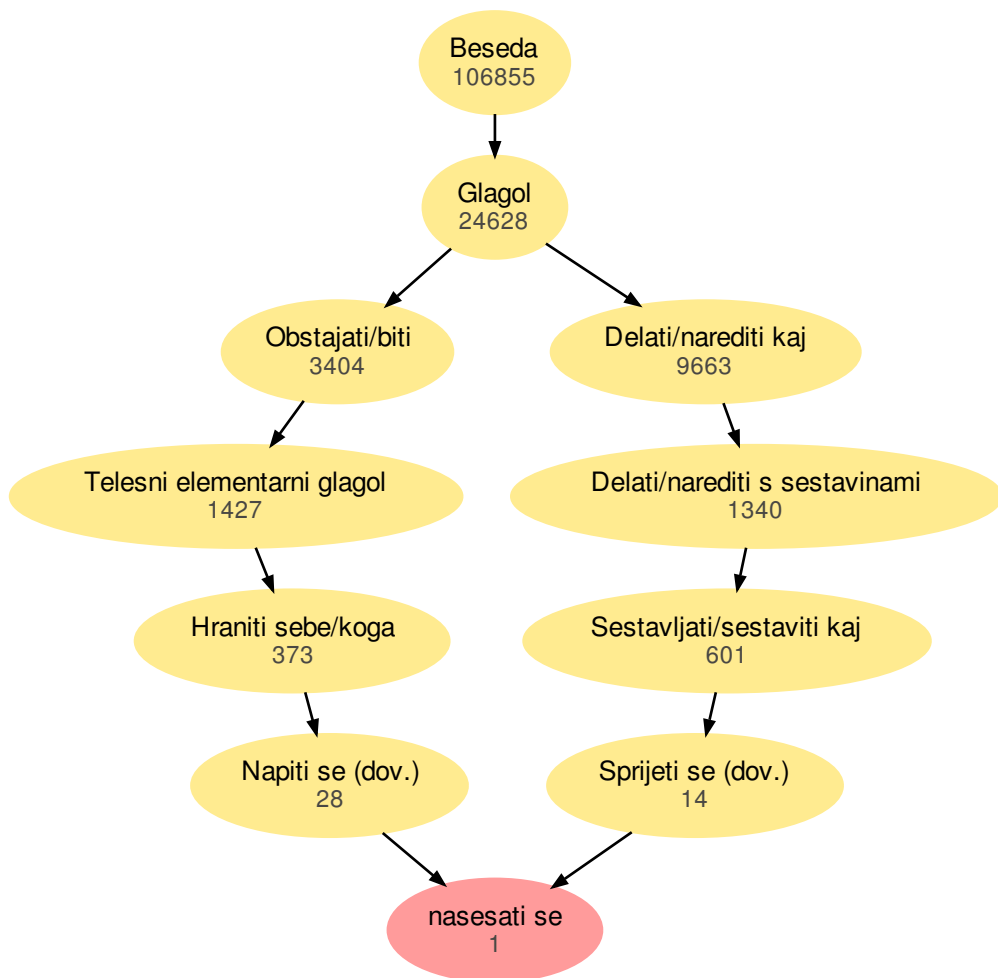 Beseda
106855
Glagol
24628
Obstajati/biti
3404
Delati/narediti kaj
9663
Telesni elementarni glagol
1427
Delati/narediti s sestavinami
1340
Hraniti sebe/koga
373
Sestavljati/sestaviti kaj
601
Napiti se (dov.)
28
Sprijeti se (dov.)
14
nasesati se
1